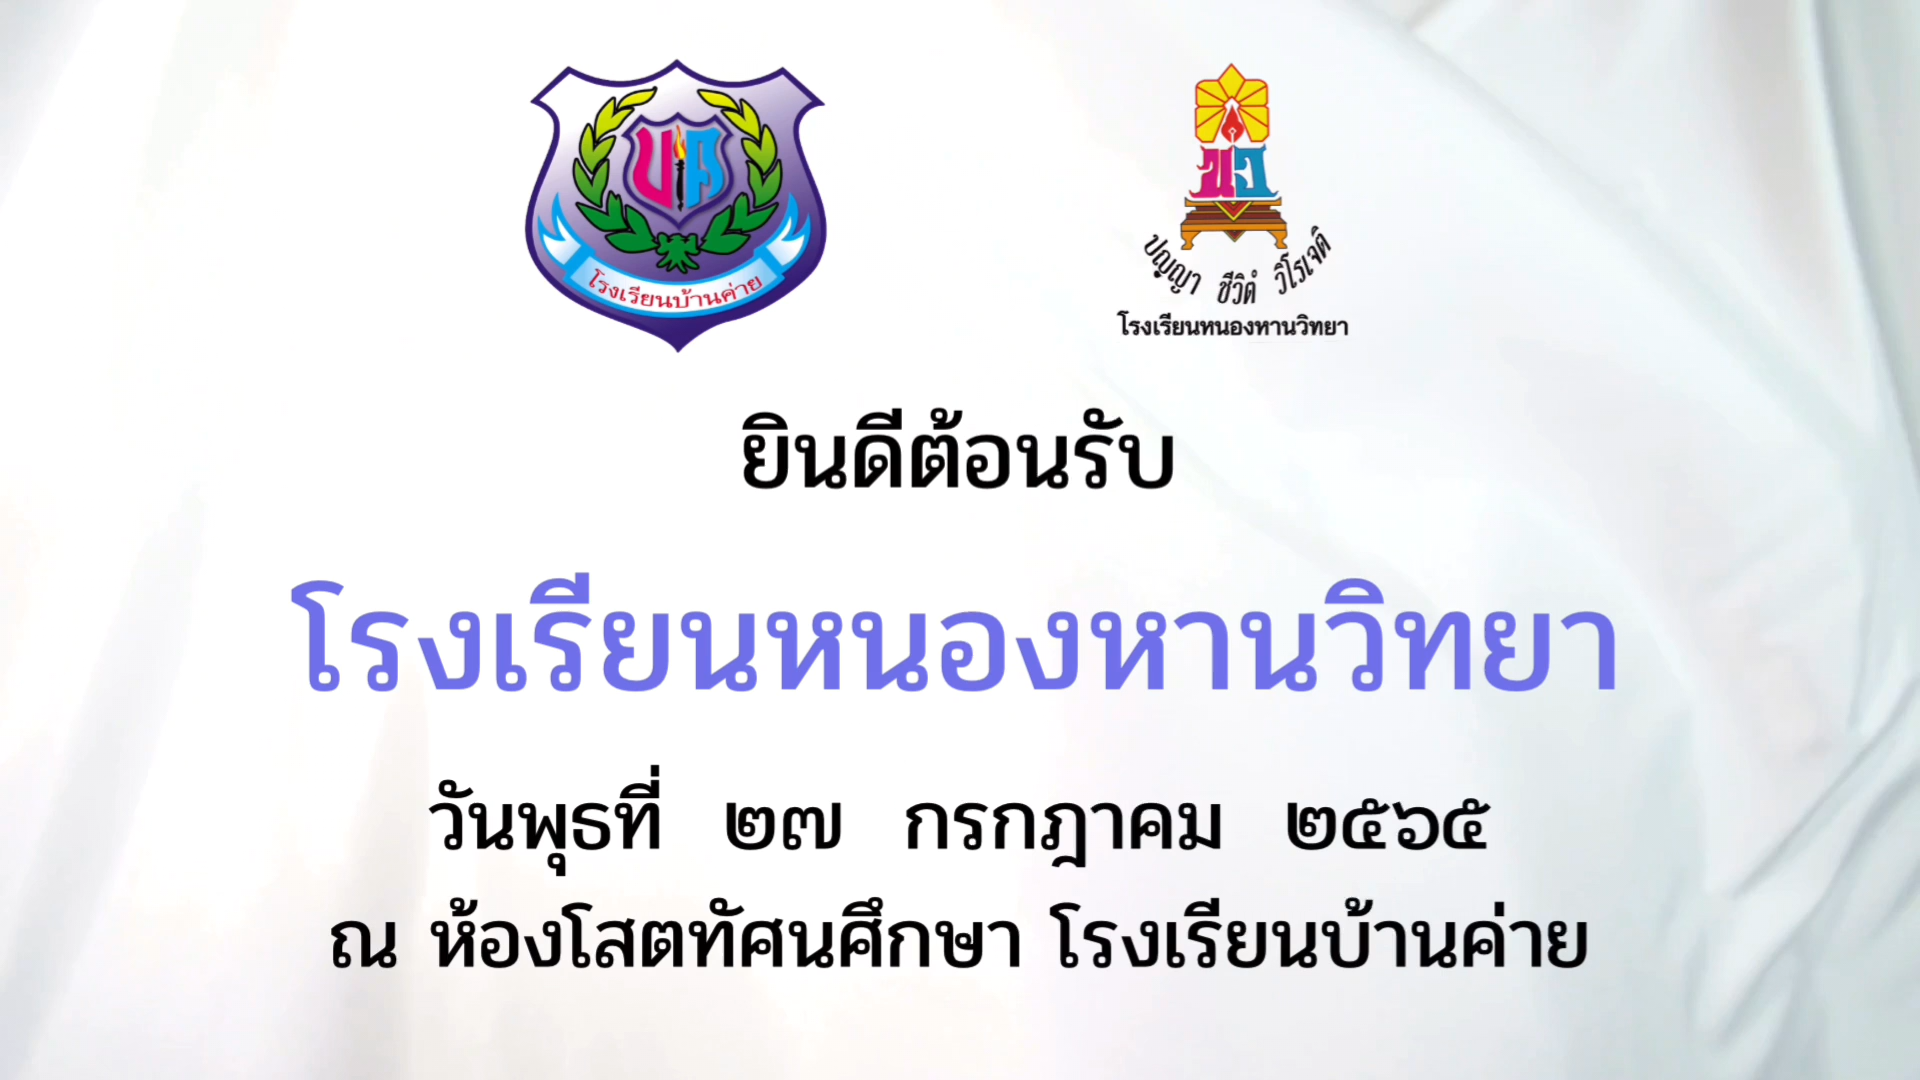 บค
โรงเรียนบ้านค่าย
นว
ปญญา ชีวิตํ วิโรเจติ
โรงเรียนหนองหานวิทยา
ยินดีต้อนรับ
โรงเรียนหนองหานวิทยา
วันพุธที่ ๒๗ กรกฎาคม ๒๕๖๕
ณ ห้องโสตทัศนศึกษา โรงเรียนบ้านค่าย